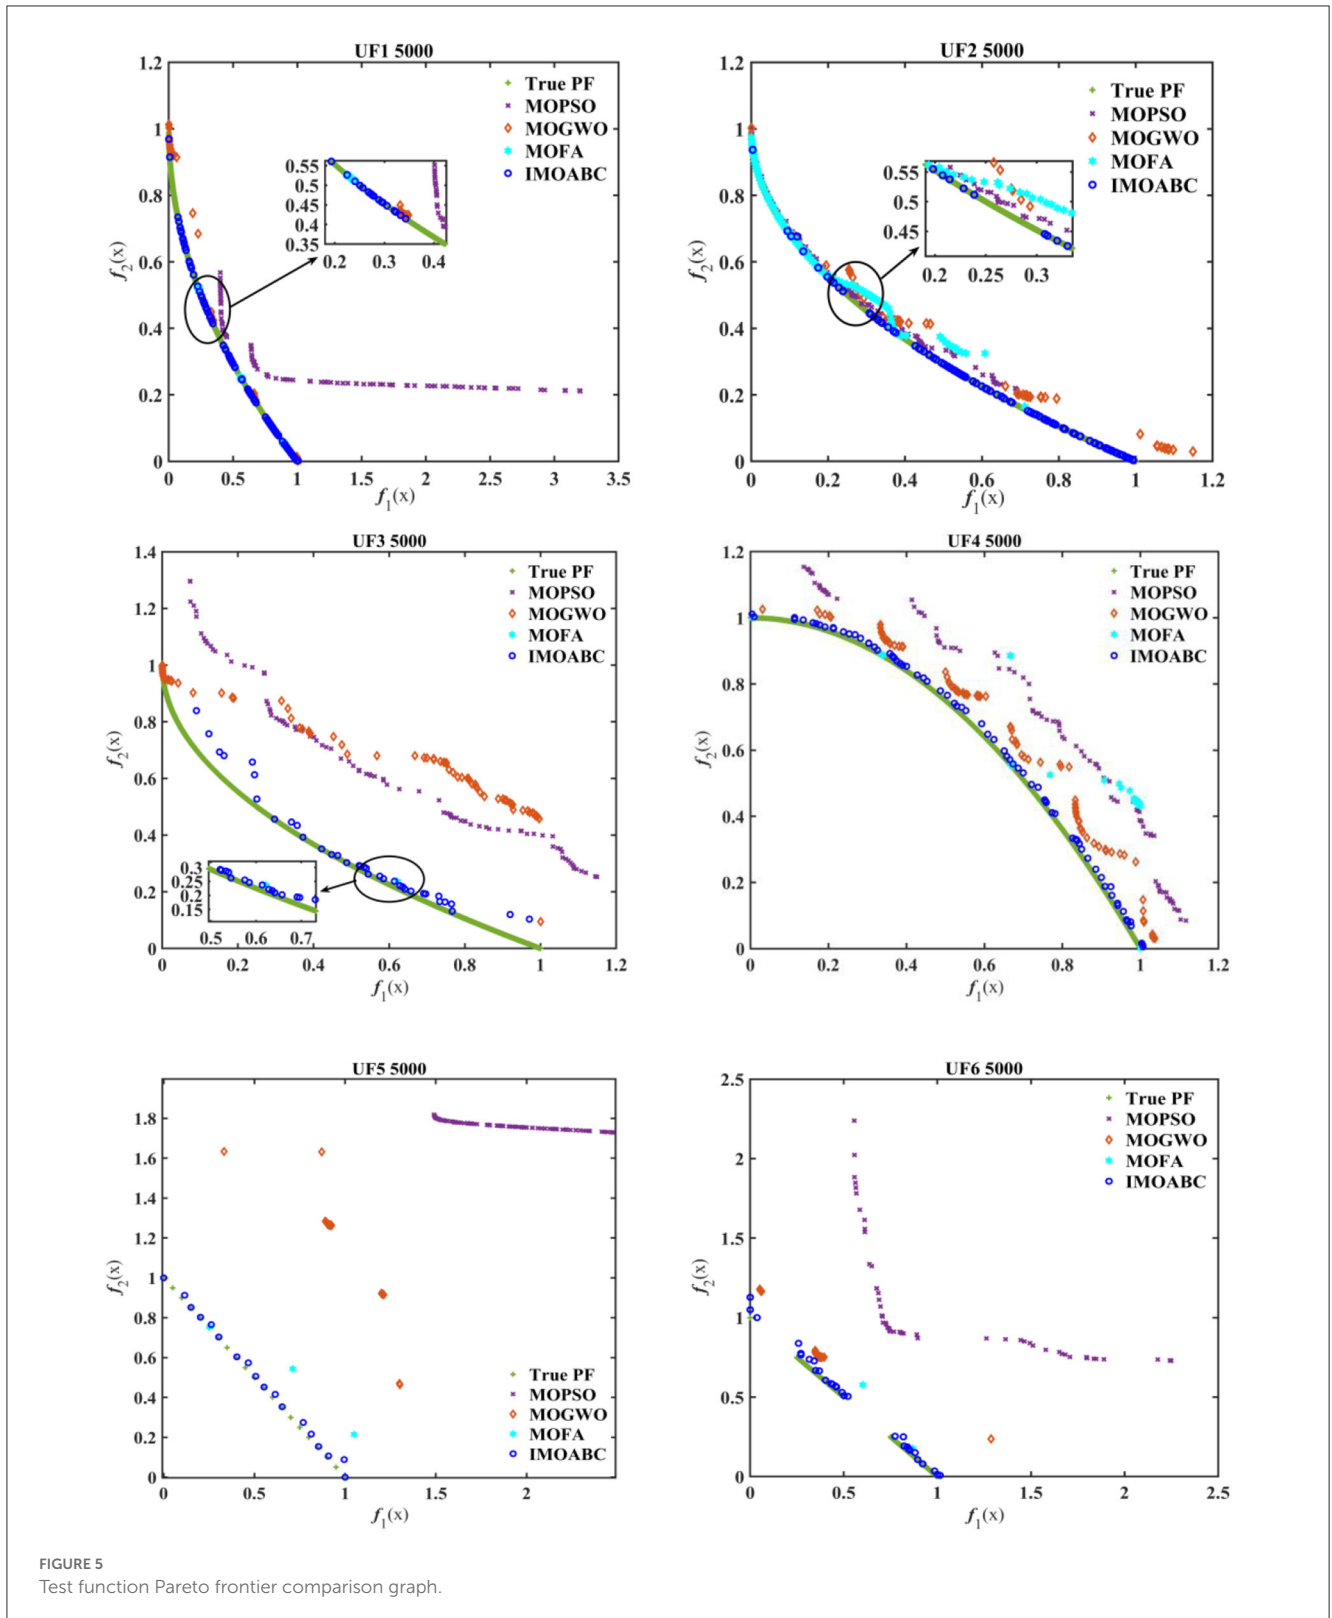 UF1 5000
1.2
1
0.8
0.6
0.4
0.2
0
f2(x)
0 0.5 1 1.5 2 2.5 3 3.5
f1(x)
True PF
MOPSO
MOGWO
MOFA
IMOABC
0.55
0.5
0.45
0.4
0.35
0.2 0.3 0.4
UF2 5000
1.2
1
0.8
0.6
0.4
0.2
0
f2(x)
0 0.2 0.4 0.6 0.8 1 1.2
f1(x)
True PF
MOPSO
MOGWO
MOFA
IMOABC
0.55
0.5
0.45
0.2 0.25 0.3
UF3 5000
1.4
1.2
1
0.8
0.6
0.4
0.2
0
f2(x)
0 0.2 0.4 0.6 0.8 1 1.2
f1(x)
True PF
MOPSO
MOGWO
MOFA
IMOABC
0.3
0.25
0.2
0.15
0.5 0.6 0.7
UF4 5000
1.2
1
0.8
0.6
0.4
0.2
0
f2(x)
0 0.2 0.4 0.6 0.8 1 1.2
f1(x)
True PF
MOPSO
MOGWO
MOFA
IMOABC
UF5 5000
1.8
1.6
1.4
1.2
1
0.8
0.6
0.4
0.2
0
f2(x)
0 0.5 1 1.5 2
f1(x)
True PF
MOPSO
MOGWO
MOFA
IMOABC
UF6 5000
2.5
2
1.5
1
0.5
0
f2(x)
0 0.5 1 1.5 2 2.5
f1(x)
True PF
MOPSO
MOGWO
MOFA
IMOABC
FIGURE 5
Test function Pareto frontier comparison graph.